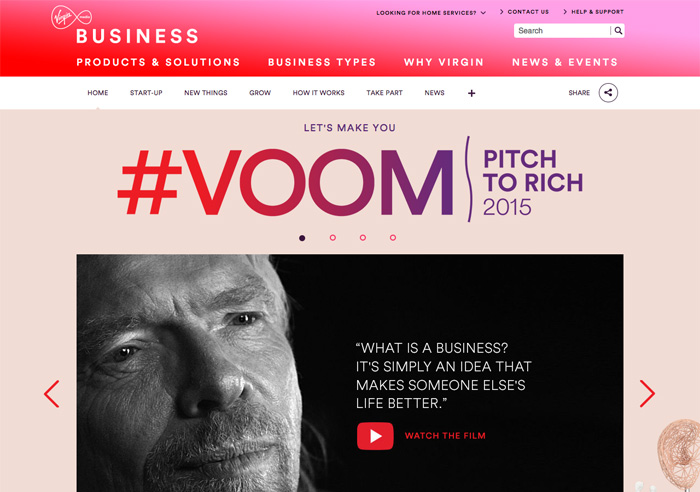 LOOKING FOR HOME SERVICES?
CONTACT US
HELP & SUPPORT
Virgin media
BUSINESS
Search
PRODUCTS & SOLUTIONS
BUSINESS TYPES
WHY VIRGIN
NEWS & EVENTS
HOME
START-UP
NEW THINGS
GROW
HOW IT WORKS
TAKE PART
NEWS
+
SHARE
LET'S MAKE YOU
#VOOM
PITCH
TO RICH
2015
“WHAT IS A BUSINESS?
IT'S SIMPLY AN IDEA THAT
MAKES SOMEONE ELSE'S
LIFE BETTER.”
WATCH THE FILM